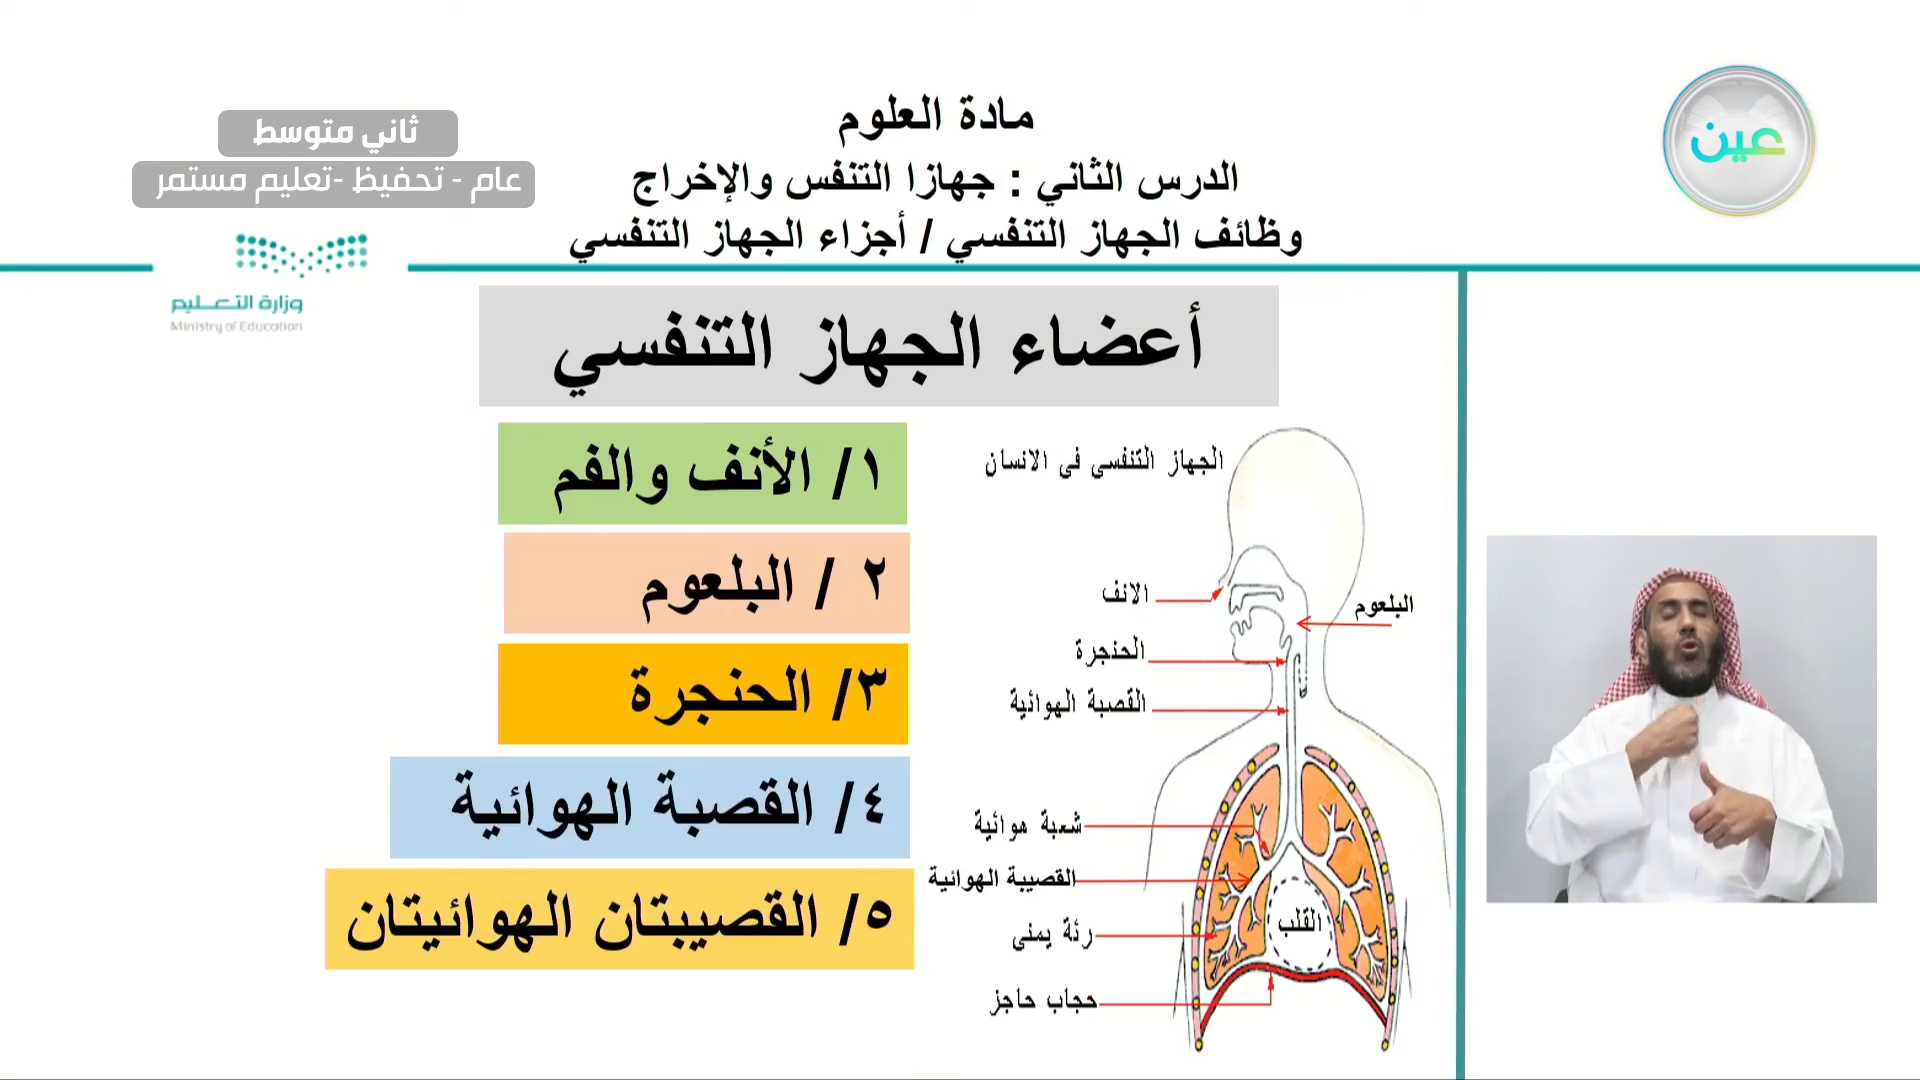 عين
مادة العلوم
الدرس الثاني : جهازا التنفس والإخراج
وظائف الجهاز التنفسي / أجزاء الجهاز التنفسي
ثاني متوسط
عام - تحفيظ -تعليم مستمر
وزارة التعليم
Ministry of Education
أعضاء الجهاز التنفسي
١/ الأنف والفم
٢ / البلعوم
٣/ الحنجرة
٤/ القصبة الهوائية
٥/ القصيبتان الهوائيتان
الجهاز التنفسي في الانسان
الانف
البلعوم
الحنجرة
القصبة الهوائية
شعبة هوائية
القصيبة الهوائية
القلب
رئة يمنى
حجاب حاجز